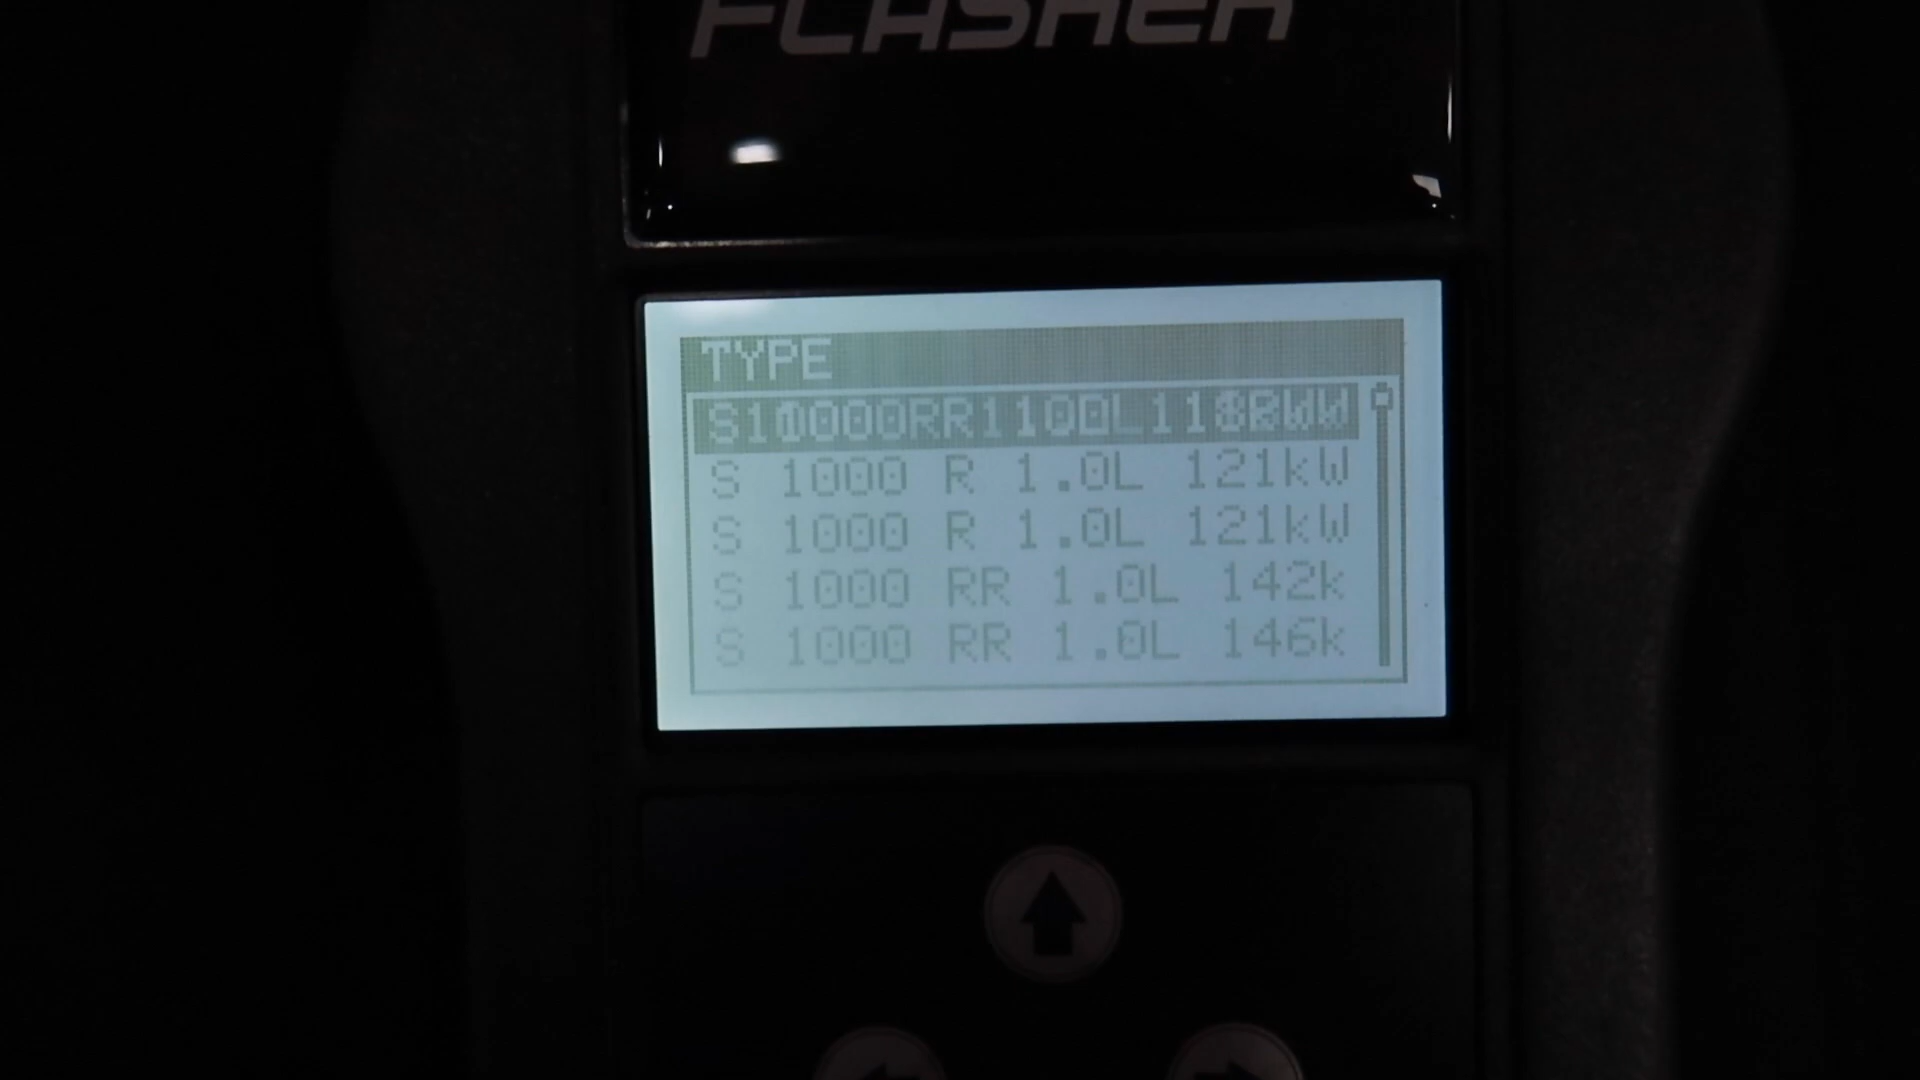 FLASHER
TYPE
S 1000 R 1.0L 121kW
S 1000 R 1.0L 121kW
S 1000 RR 1.0L 142k
S 1000 RR 1.0L 146k